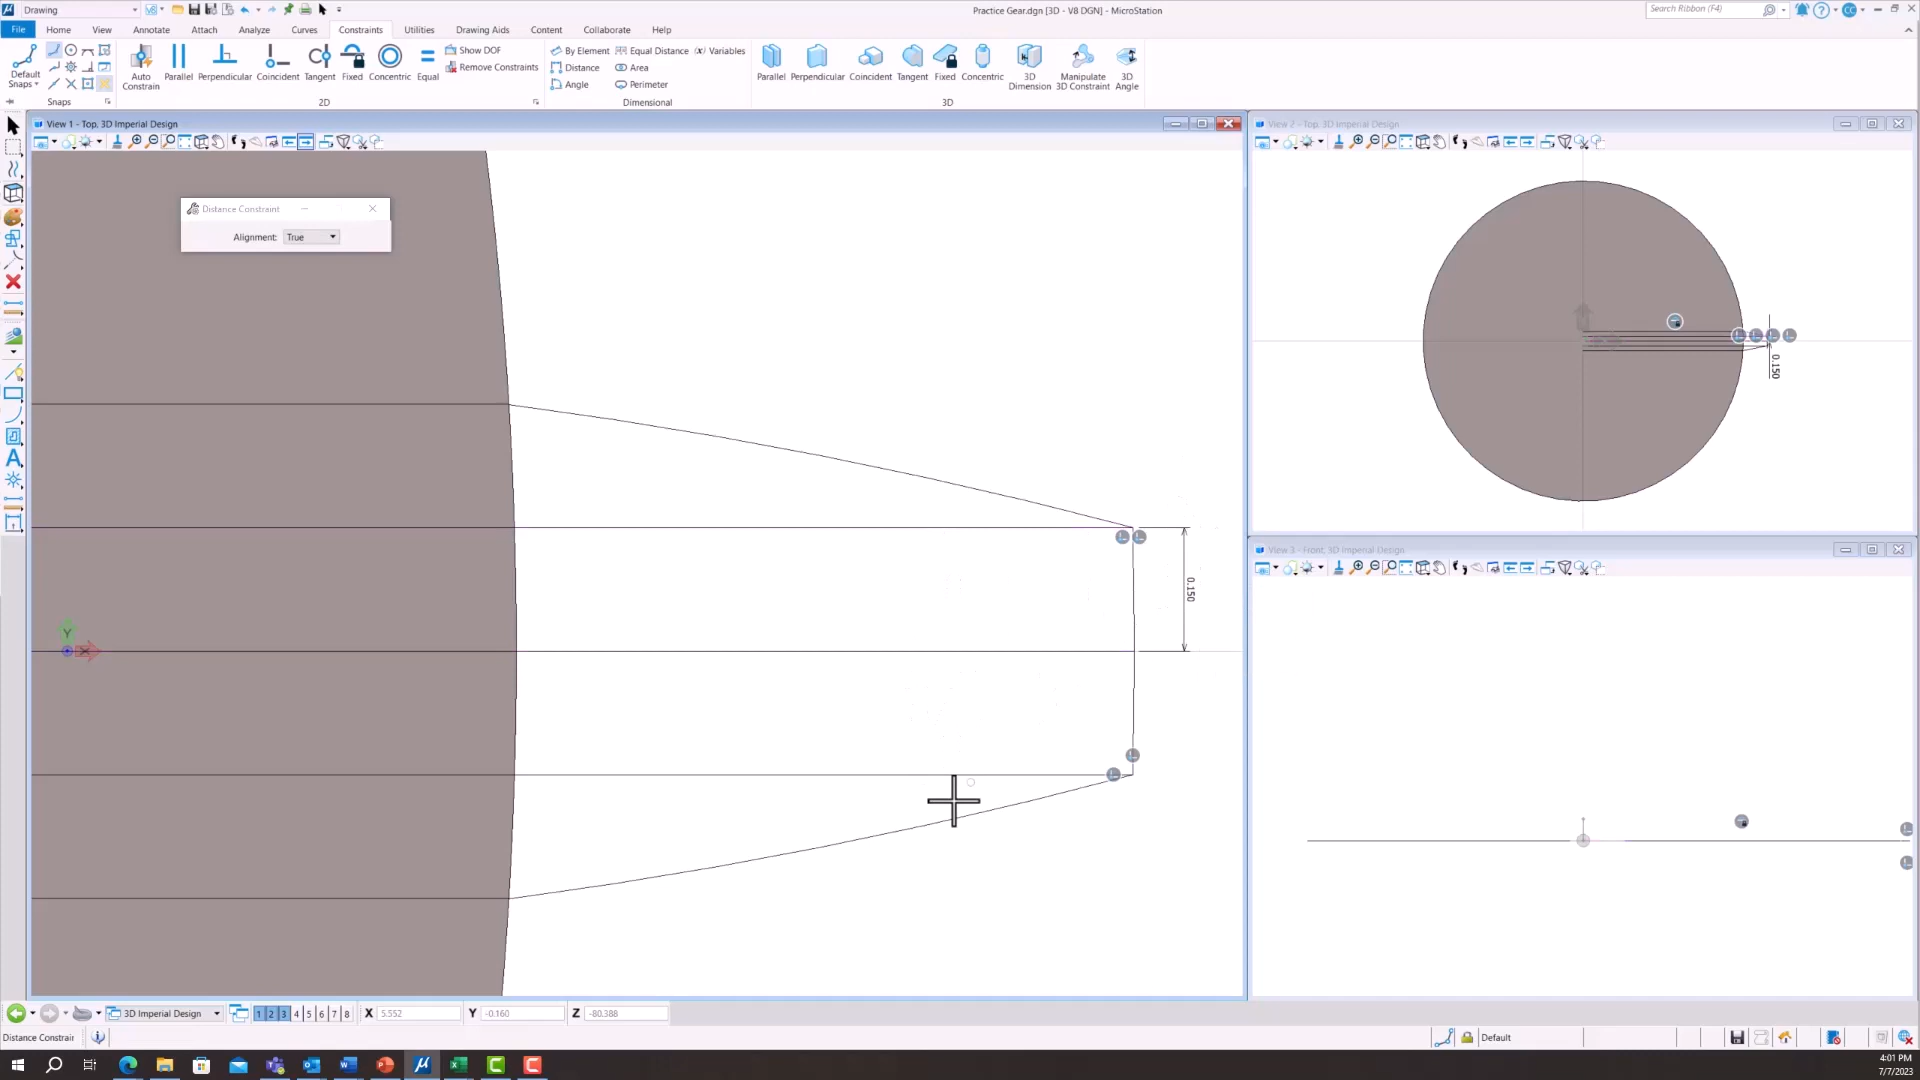 Drawing
Practice Gear.dgn [3D - V8 DGN] - MicroStation
Search Ribbon (F4)
CC
File Home View Annotate Attach Analyze Curves Constraints Utilities Drawing Aids Content Collaborate Help
Default Snaps
Snaps
Auto Constrain
Parallel
Perpendicular
Coincident
Tangent
Fixed
Concentric
Equal
Show DOF
Remove Constraints
2D
By Element
Equal Distance
(x) Variables
Distance
Area
Angle
Perimeter
Dimensional
Parallel
Perpendicular
Coincident
Tangent
Fixed
Concentric
3D Dimension
Manipulate 3D Constraint
3D Angle
3D
View 1 - Top, 3D Imperial Design
View 2 - Top, 3D Imperial Design
Distance Constraint
Alignment: True
0.150
Y
X
0.150
View 3 - Front, 3D Imperial Design
3D Imperial Design
1 2 3 4 5 6 7 8
X 5.552
Y -0.160
Z -80.388
Distance Constrair
Default
4:01 PM
7/7/2023